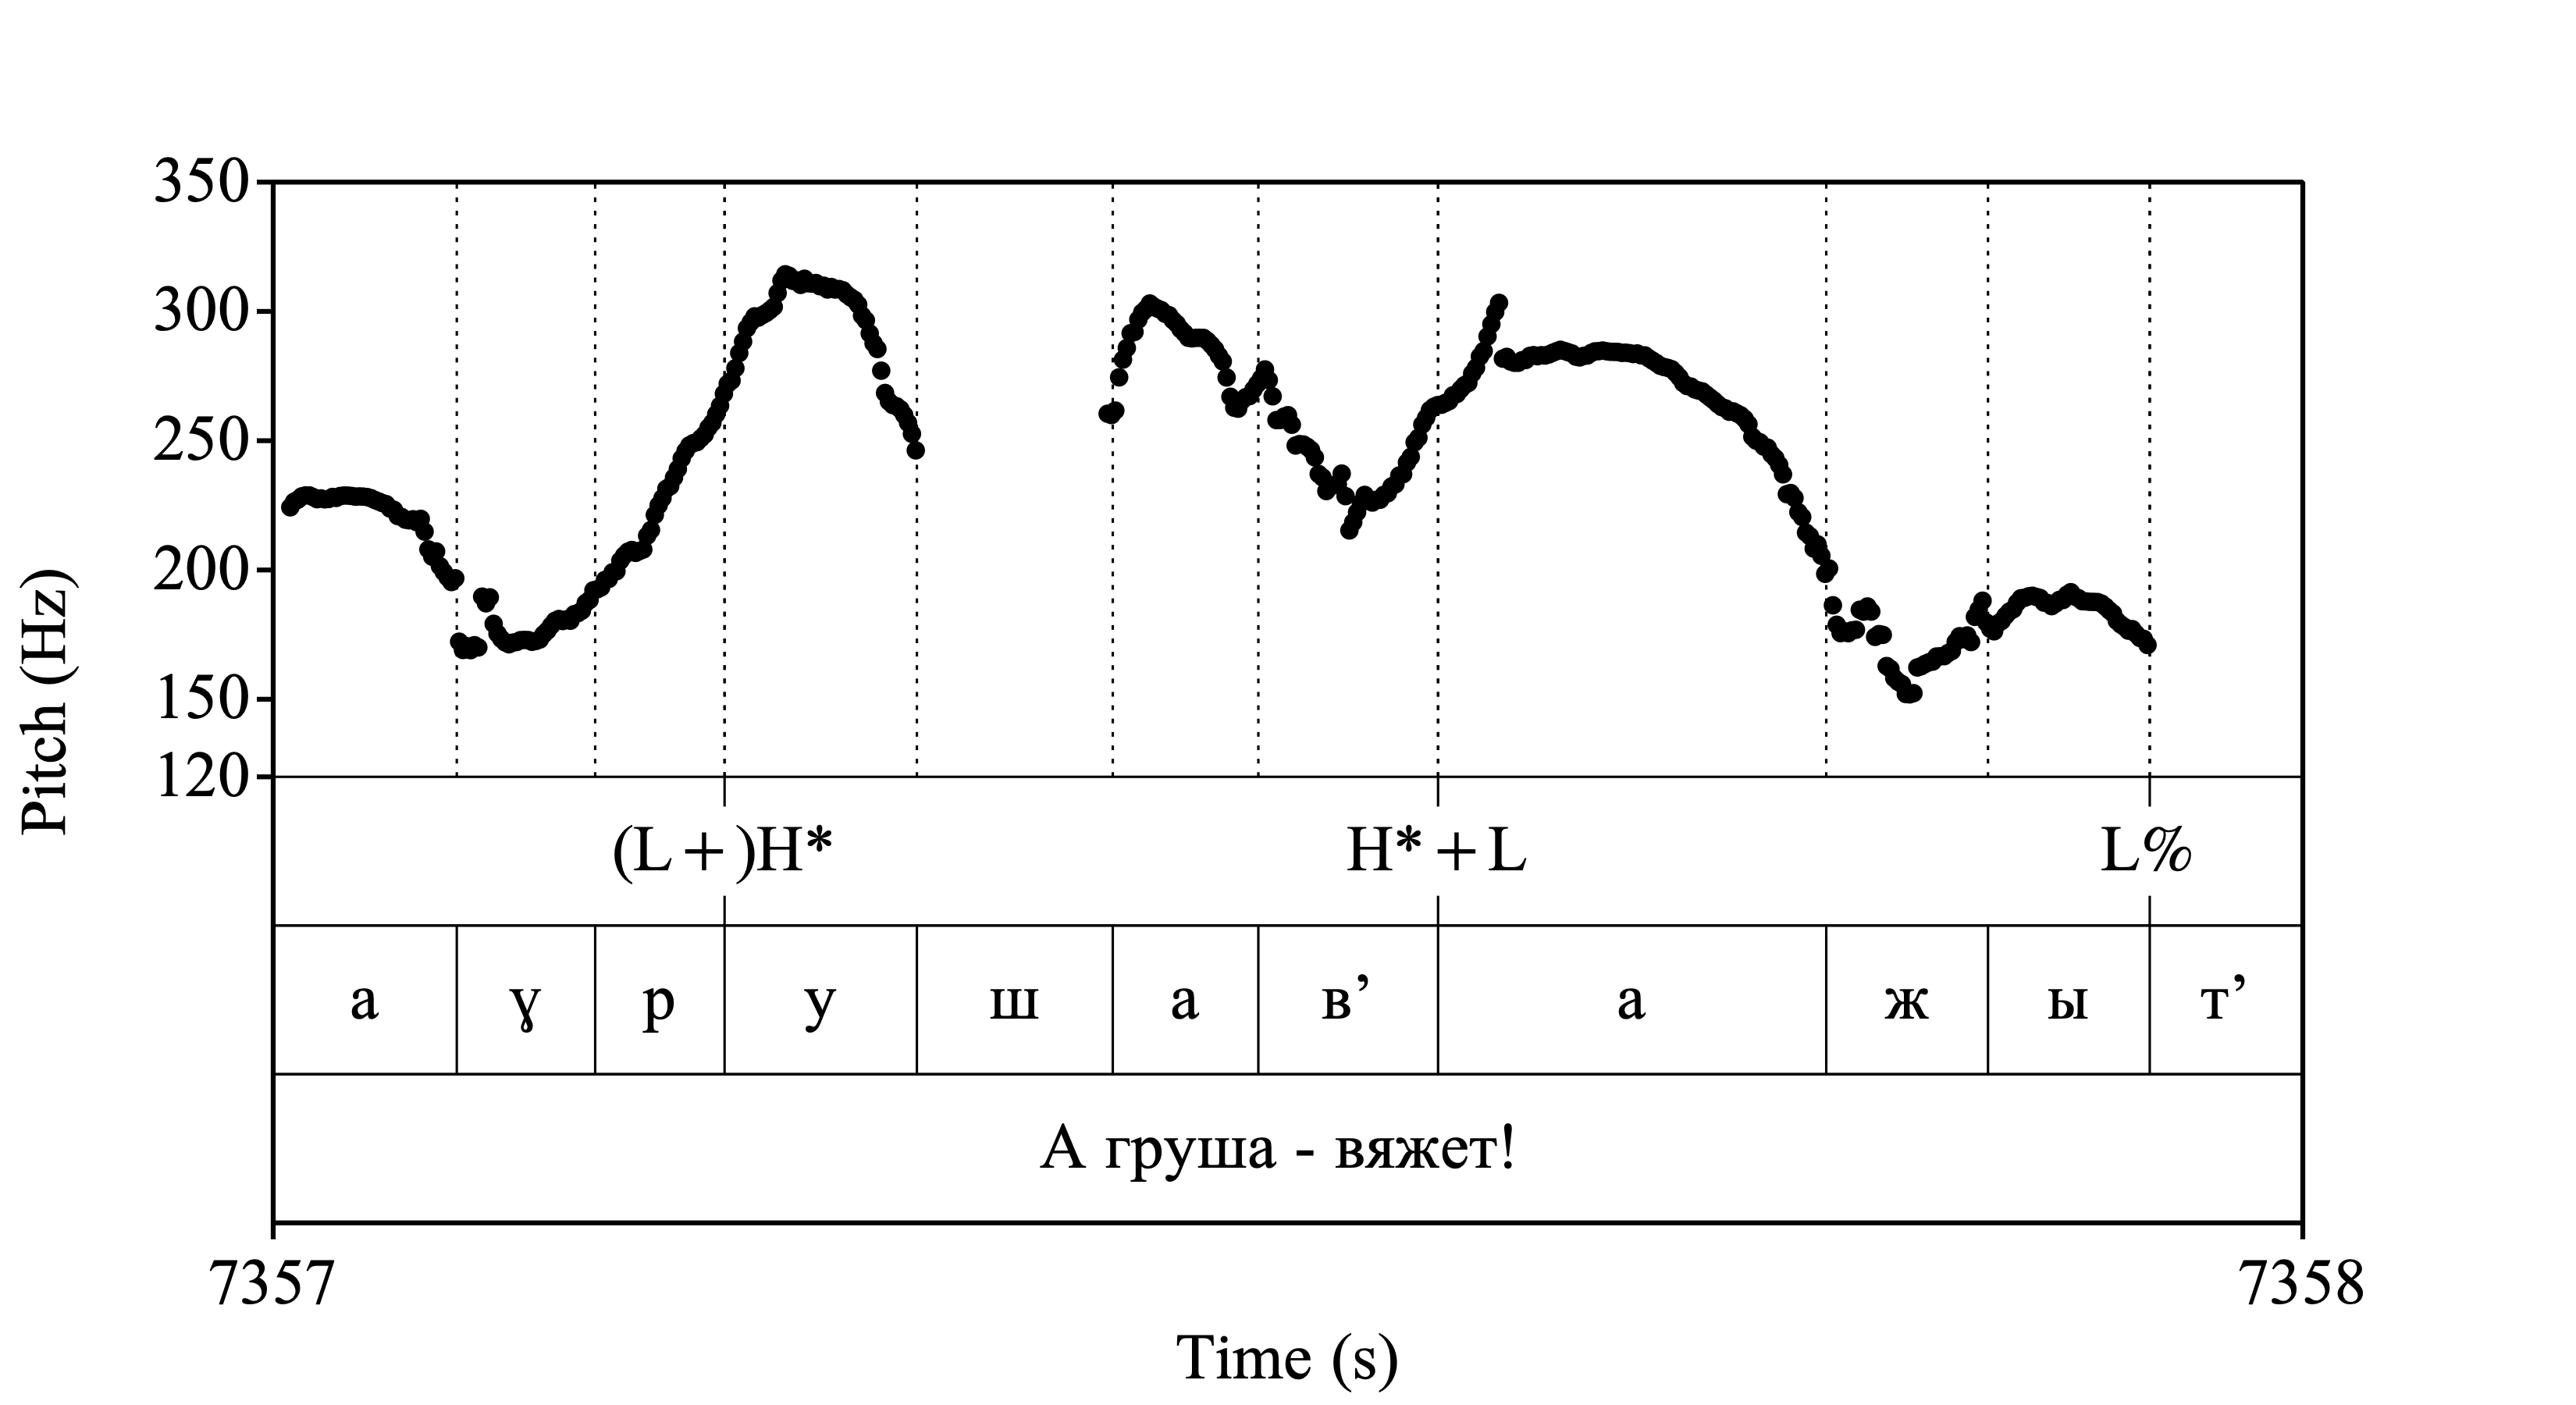 350
300
250
200
150
120
Pitch (Hz)
(L+)H* H*+L L%
а ɣ р у ш а в’ а ж ы т’
А груша - вяжет!
7357 7358
Time (s)